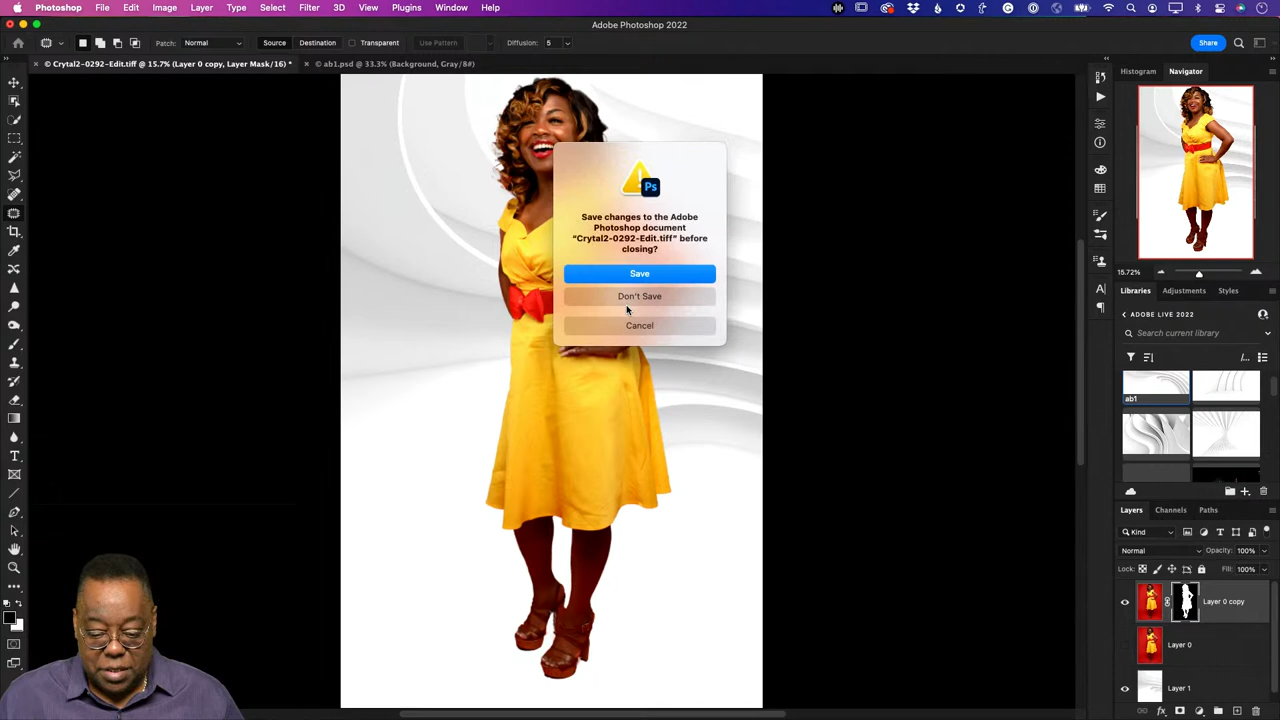 Photoshop File Edit Image Layer Type Select Filter 3D View Plugins Window Help
Adobe Photoshop 2022
Patch: Normal Source Destination Transparent Use Pattern Diffusion: 5 Share
× © Crytal2-0292-Edit.tiff @ 15.7% (Layer 0 copy, Layer Mask/16) * × © ab1.psd @ 33.3% (Background, Gray/8#)
Histogram Navigator
Ps
Save changes to the Adobe
Photoshop document
“Crytal2-0292-Edit.tiff” before
closing?
Save
Don't Save
Cancel
15.72%
Libraries Adjustments Styles
ADOBE LIVE 2022
Search current library
ab1
Layers Channels Paths
Kind
Normal Opacity: 100%
Lock: Fill: 100%
Layer 0 copy
Layer 0
Layer 1